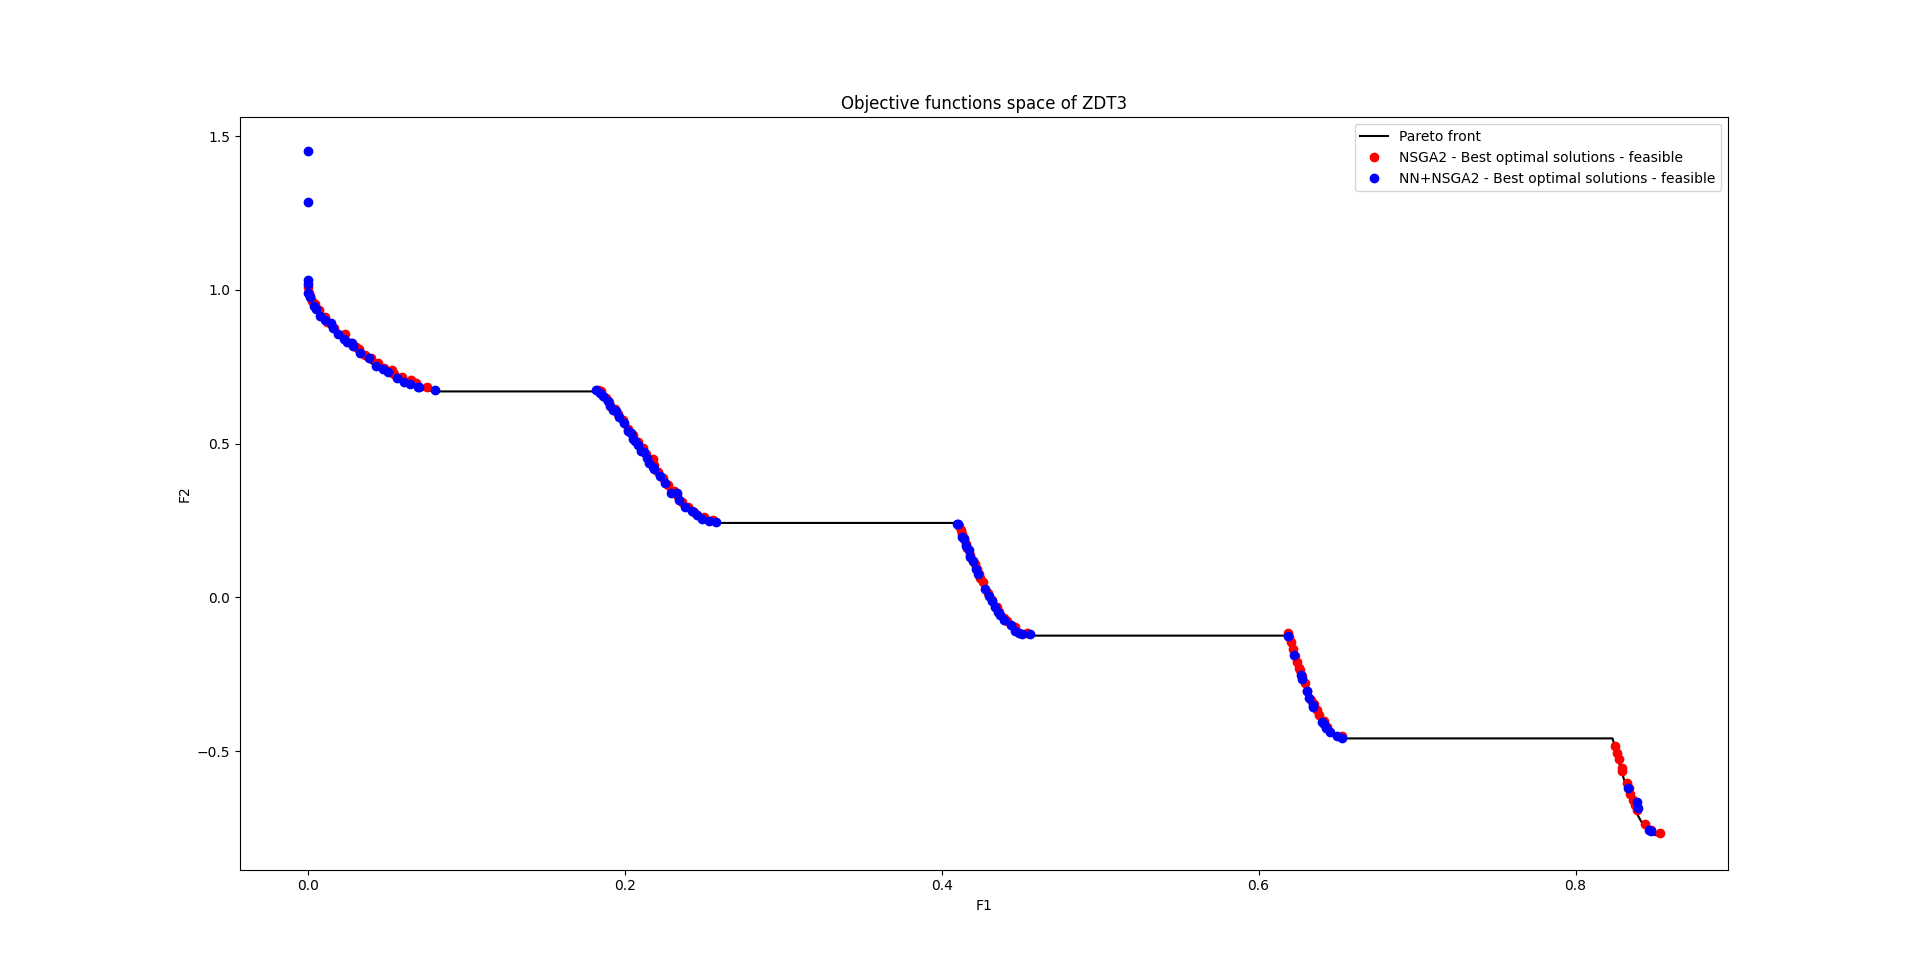 Objective functions space of ZDT3
Pareto front
NSGA2 - Best optimal solutions - feasible
NN+NSGA2 - Best optimal solutions - feasible
1.5
1.0
0.5
0.0
−0.5
F2
0.0 0.2 0.4 0.6 0.8
F1